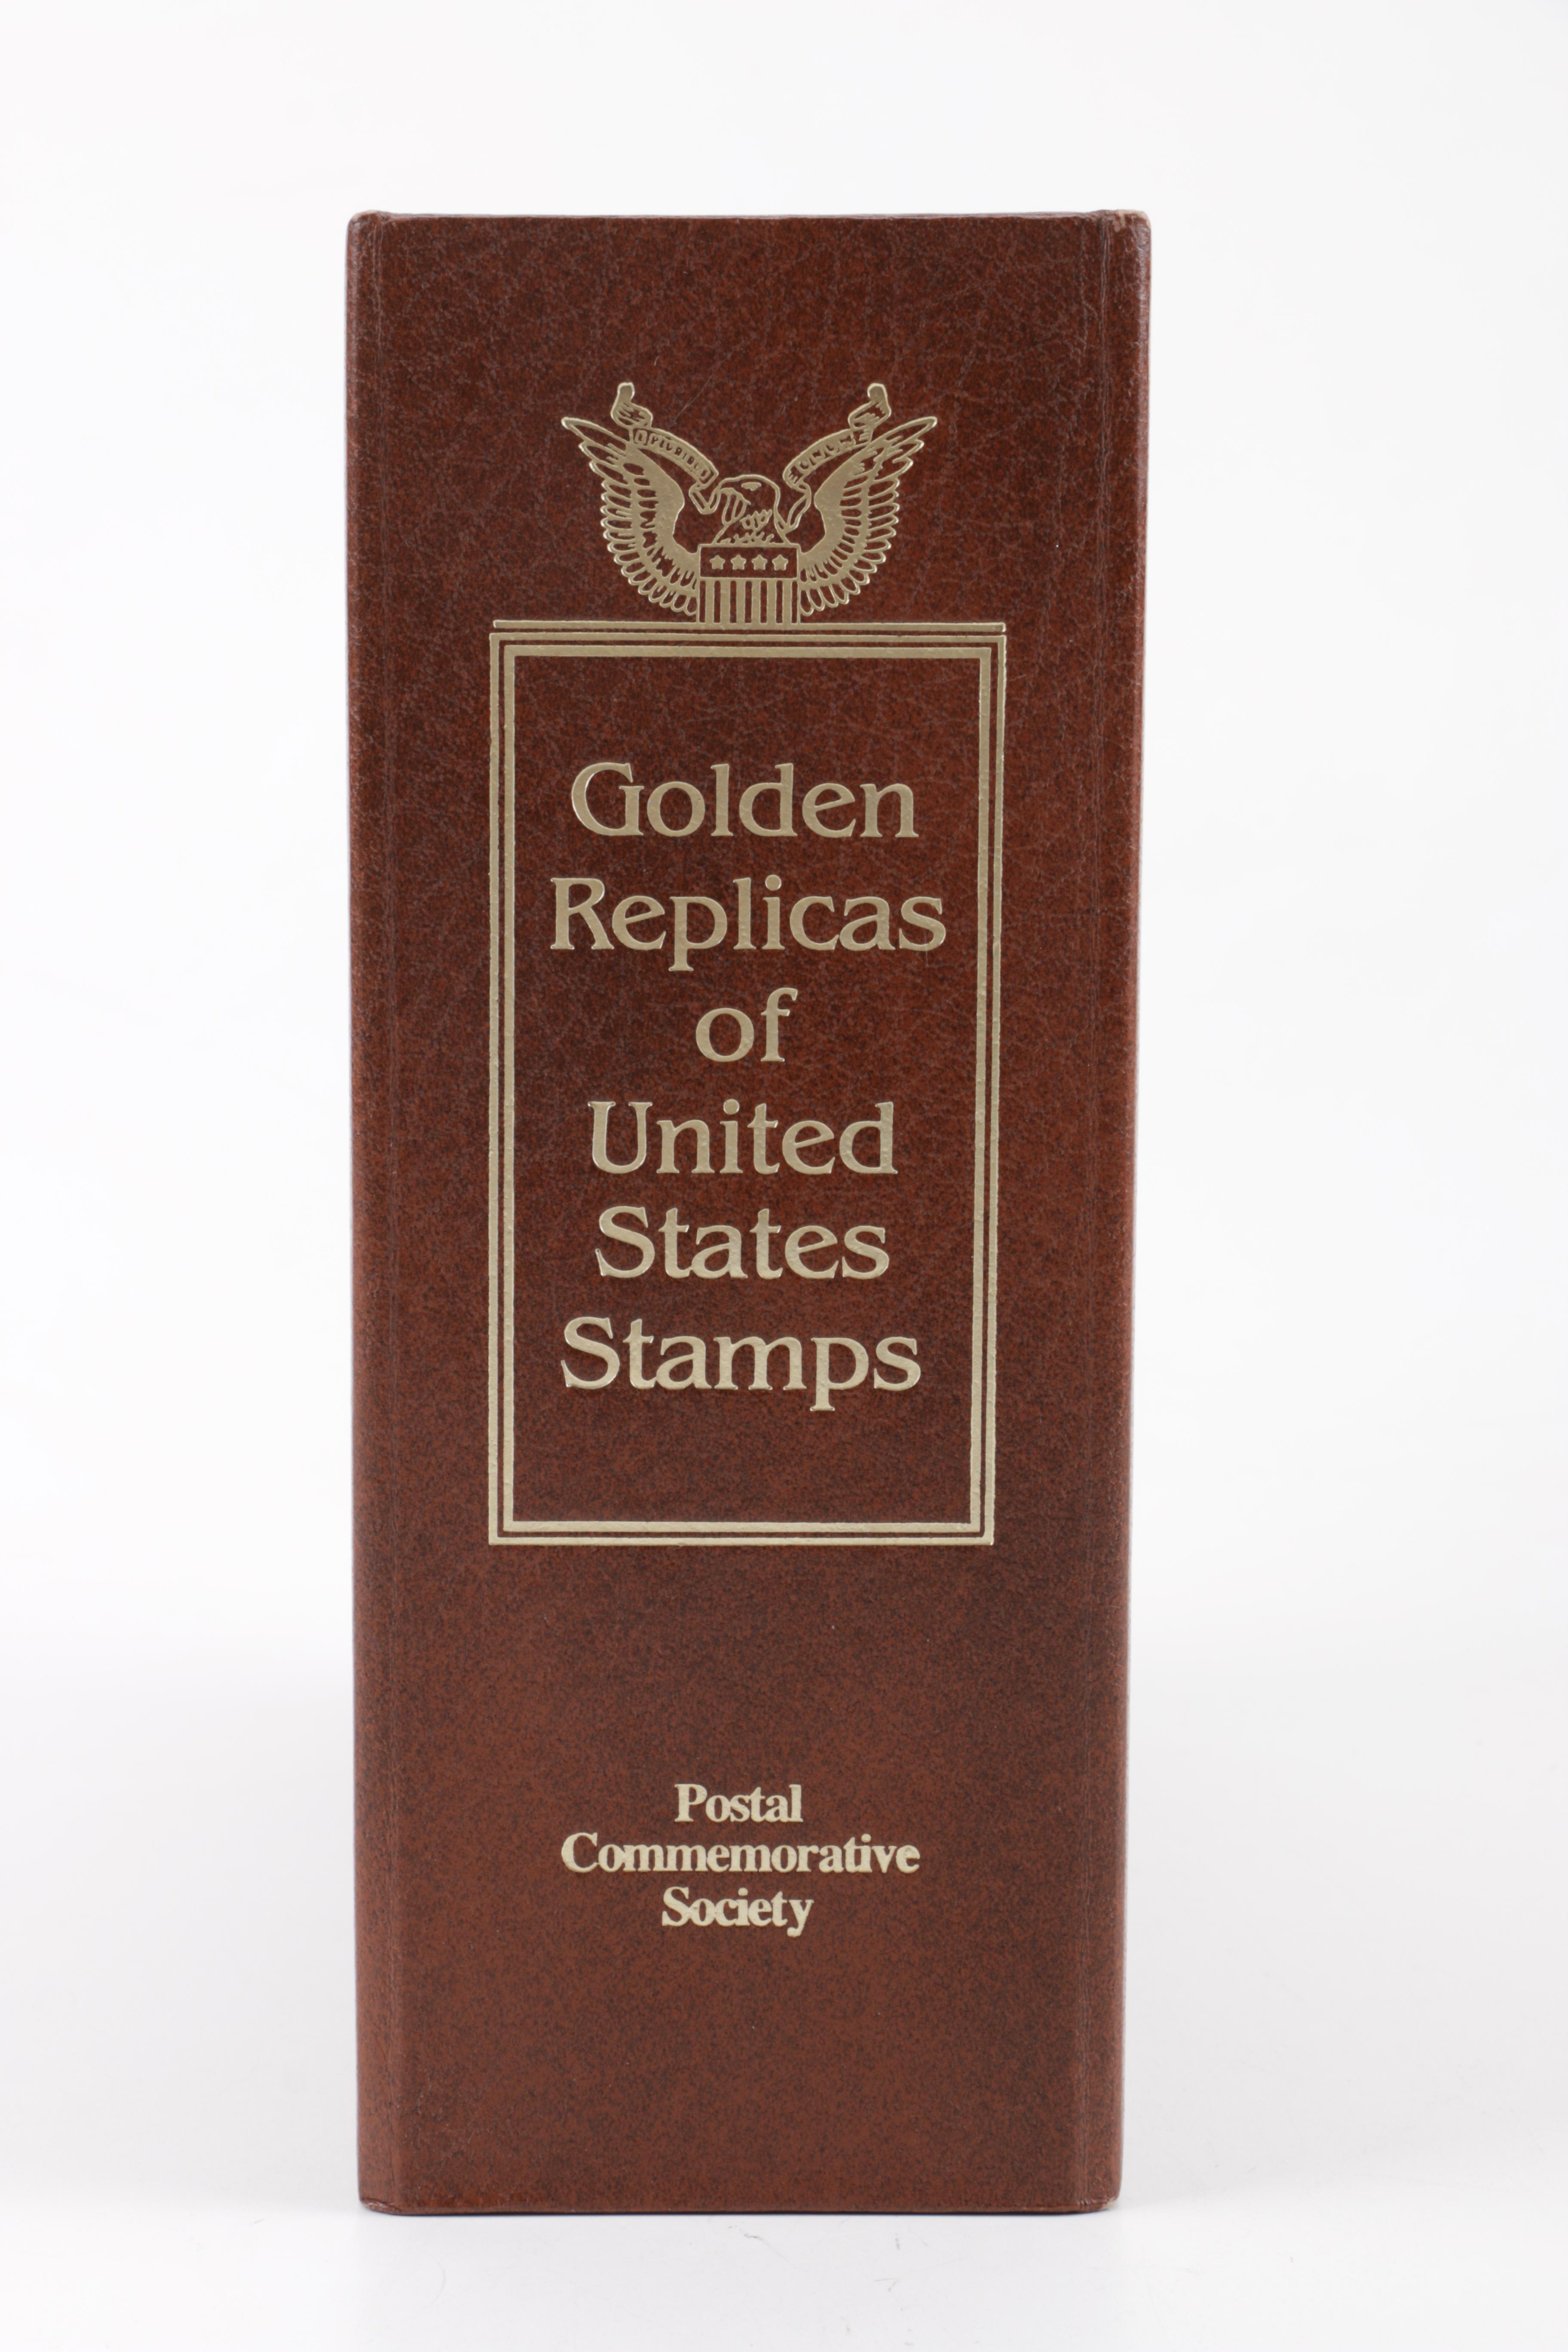 Golden
Replicas
of
United
States
Stamps
Postal
Commemorative
Society